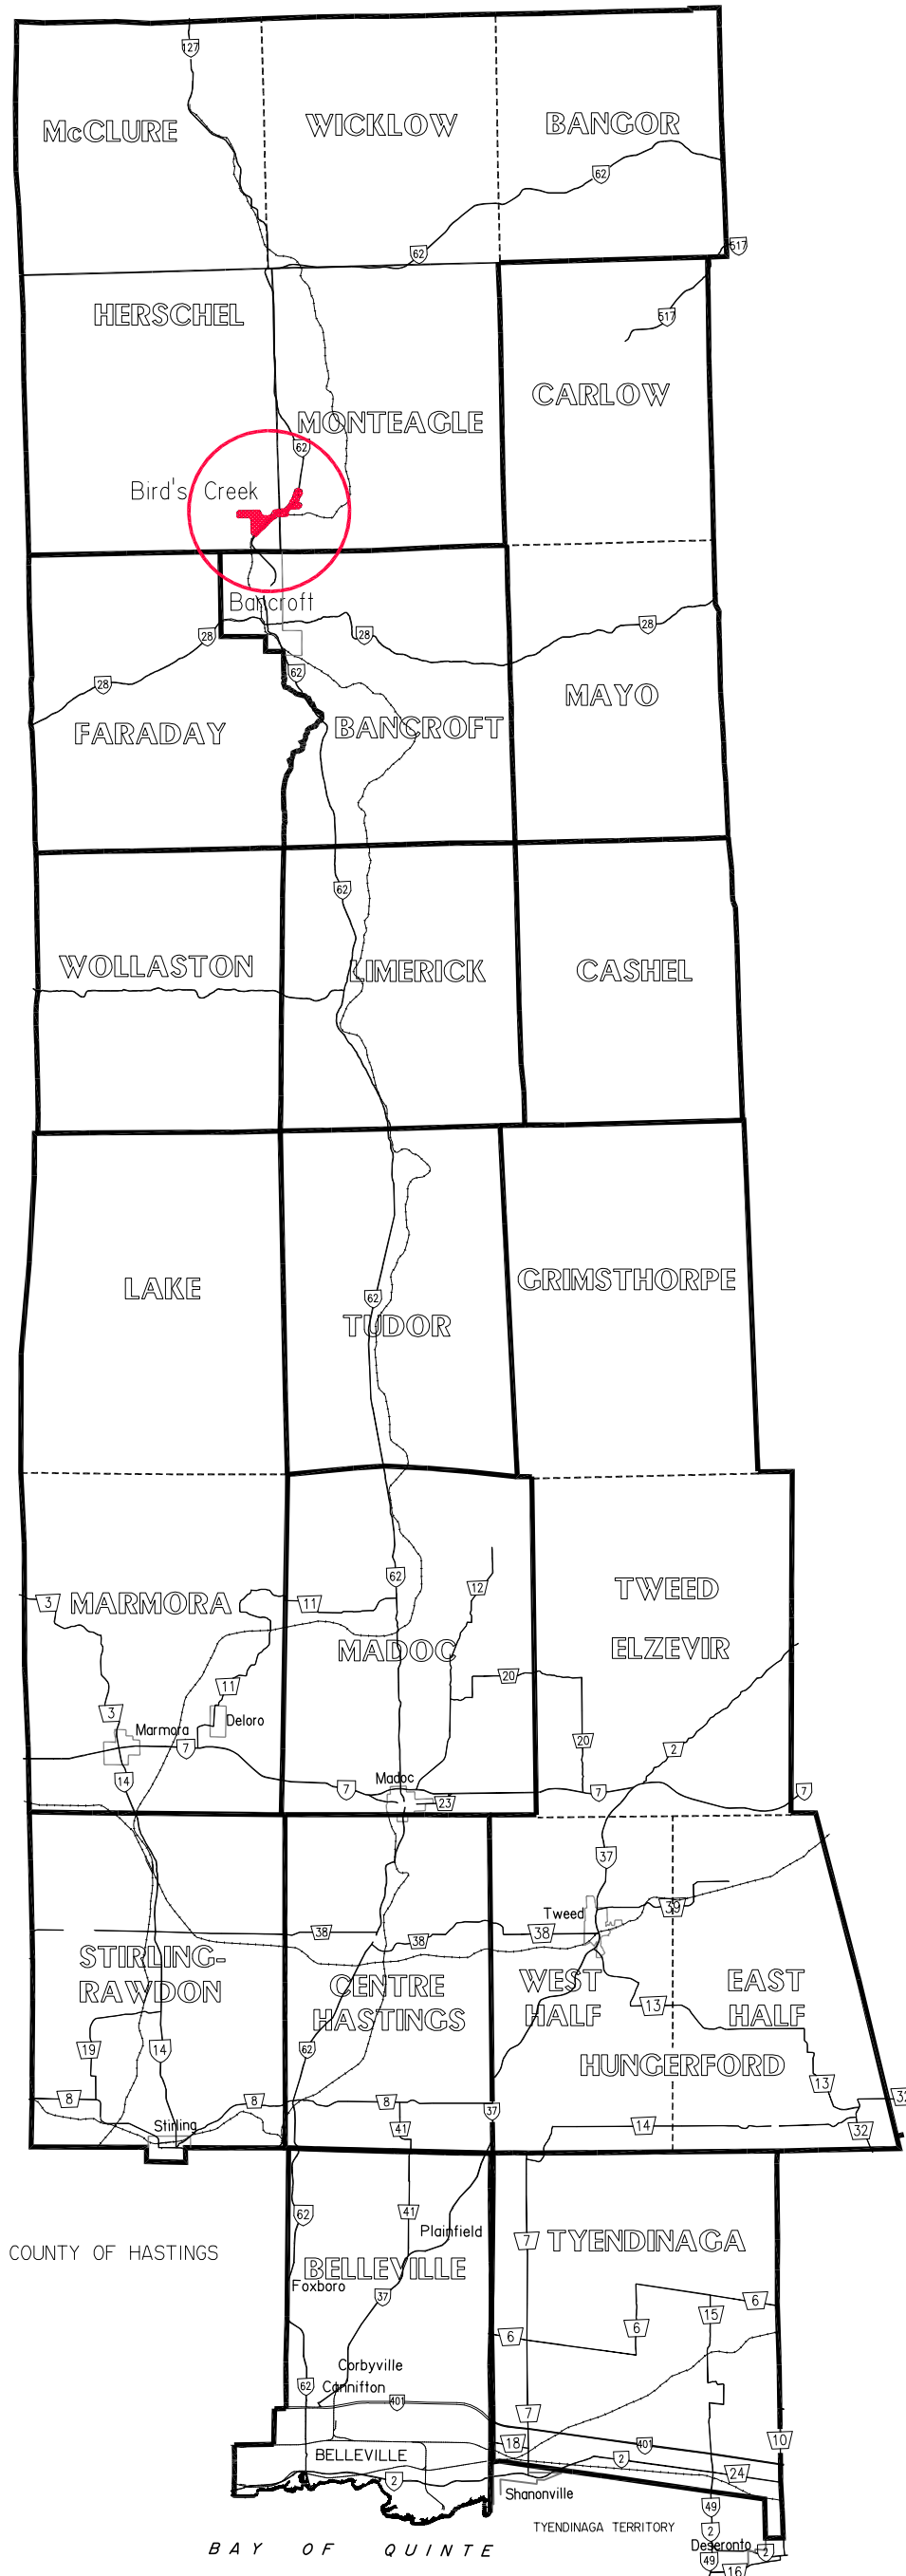 127
McCLURE
WICKLOW
BANGOR
62
62
517
HERSCHEL
517
CARLOW
MONTEAGLE
62
Bird's Creek
Bancroft
28
28
28
62
28
MAYO
FARADAY
BANCROFT
62
WOLLASTON
LIMERICK
CASHEL
LAKE
GRIMSTHORPE
62
TUDOR
62
12
TWEED
3
MARMORA
11
MADOC
ELZEVIR
20
11
3
Deloro
Marmora
7
20
2
14
Madoc
7
7
7
23
37
Tweed
39
38
38
38
STIRLING-
RAWDON
CENTRE
HASTINGS
WEST
HALF
EAST
HALF
13
19
14
62
HUNGERFORD
13
8
8
8
37
32
Stirling
41
14
32
62
41
Plainfield
7
TYENDINAGA
COUNTY OF HASTINGS
BELLEVILLE
Foxboro
37
6
15
6
6
Corbyville
62
Cannifton
401
7
18
401
10
BELLEVILLE
2
2
24
Shanonville
49
TYENDINAGA TERRITORY
2
Deseronto
2
BAY OF QUINTE
49
16